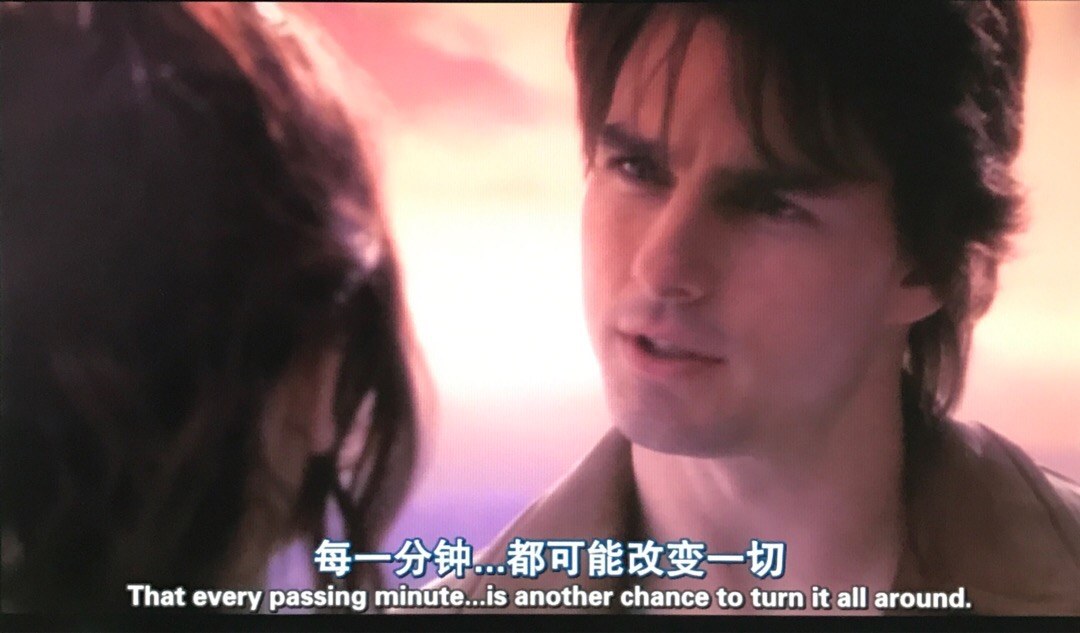 每一分钟...都可能改变一切
That every passing minute...is another chance to turn it all around.